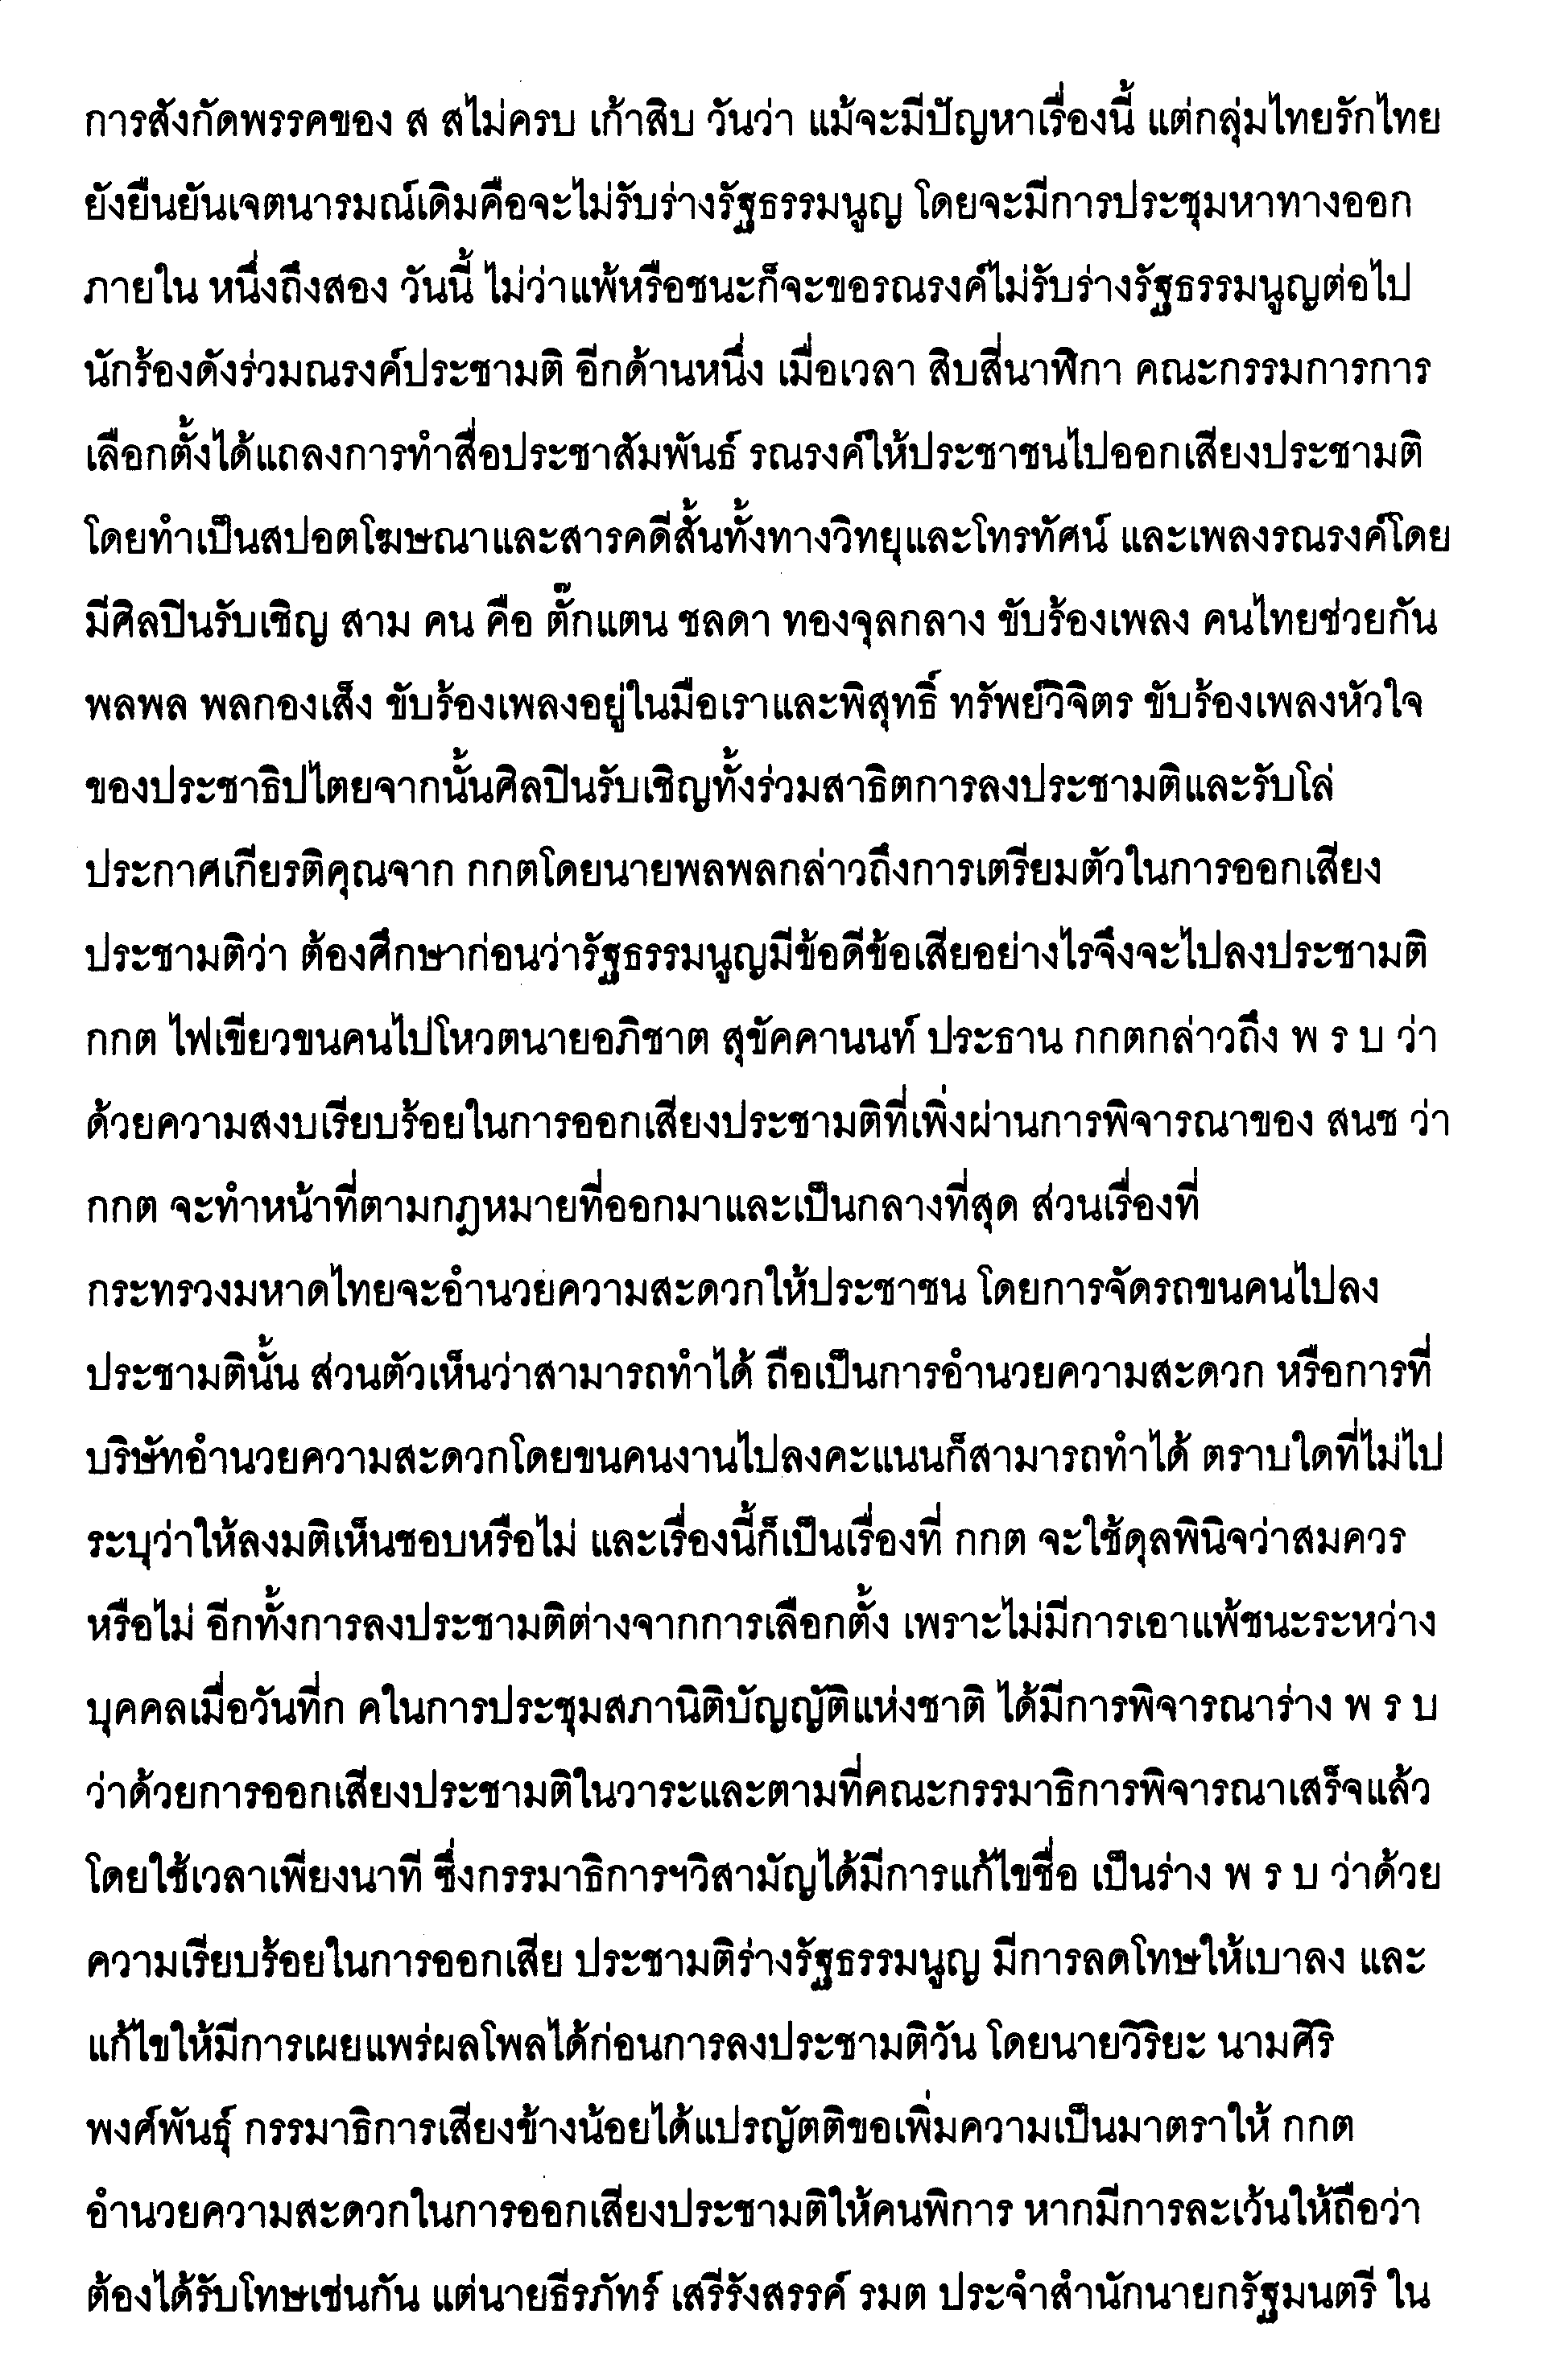 การสังกัดพรรคของ ส สไม่ครบ เก้าสิบ วันว่า แม้จะมีปัญหาเรื่องนี้ แต่กลุ่มไทยรักไทย
ยังยืนยันเจตนารมณ์เดิมคือจะไม่รับร่างรัฐธรรมนูญ โดยจะมีการประชุมหาทางออก
ภายใน หนึ่งถึงสอง วันนี้ ไม่ว่าแพ้หรือชนะก็จะขอรณรงค์ไม่รับร่างรัฐธรรมนูญต่อไป
นักร้องดังร่วมณรงค์ประชามติ อีกด้านหนึ่ง เมื่อเวลา สิบสี่นาฬิกา คณะกรรมการการ
เลือกตั้งได้แถลงการทำสื่อประชาสัมพันธ์ รณรงค์ให้ประชาชนไปออกเสียงประชามติ
โดยทำเป็นสปอตโฆษณาและสารคดีสั้นทั้งทางวิทยุและโทรทัศน์ และเพลงรณรงค์โดย
มีศิลปินรับเชิญ สาม คน คือ ตั๊กแตน ชลดา ทองจุลกลาง ขับร้องเพลง คนไทยช่วยกัน
พลพล พลกองเส็ง ขับร้องเพลงอยู่ในมือเราและพิสุทธิ์ ทรัพย์วิจิตร ขับร้องเพลงหัวใจ
ของประชาธิปไตยจากนั้นศิลปินรับเชิญทั้งร่วมสาธิตการลงประชามติและรับโล่
ประกาศเกียรติคุณจาก กกตโดยนายพลพลกล่าวถึงการเตรียมตัวในการออกเสียง
ประชามติว่า ต้องศึกษาก่อนว่ารัฐธรรมนูญมีข้อดีข้อเสียอย่างไรจึงจะไปลงประชามติ
กกต ไฟเขียวขนคนไปโหวตนายอภิชาต สุขัคคานนท์ ประธาน กกตกล่าวถึง พ ร บ ว่า
ด้วยความสงบเรียบร้อยในการออกเสียงประชามติที่เพิ่งผ่านการพิจารณาของ สนช ว่า
กกต จะทำหน้าที่ตามกฎหมายที่ออกมาและเป็นกลางที่สุด ส่วนเรื่องที่
กระทรวงมหาดไทยจะอำนวยความสะดวกให้ประชาชน โดยการจัดรถขนคนไปลง
ประชามตินั้น ส่วนตัวเห็นว่าสามารถทำได้ ถือเป็นการอำนวยความสะดวก หรือการที่
บริษัทอำนวยความสะดวกโดยขนคนงานไปลงคะแนนก็สามารถทำได้ ตราบใดที่ไม่ไป
ระบุว่าให้ลงมติเห็นชอบหรือไม่ และเรื่องนี้ก็เป็นเรื่องที่ กกต จะใช้ดุลพินิจว่าสมควร
หรือไม่ อีกทั้งการลงประชามติต่างจากการเลือกตั้ง เพราะไม่มีการเอาแพ้ชนะระหว่าง
บุคคลเมื่อวันที่ก คในการประชุมสภานิติบัญญัติแห่งชาติ ได้มีการพิจารณาร่าง พ ร บ
ว่าด้วยการออกเสียงประชามติในวาระและตามที่คณะกรรมาธิการพิจารณาเสร็จแล้ว
โดยใช้เวลาเพียงนาที ซึ่งกรรมาธิการฯวิสามัญได้มีการแก้ไขชื่อ เป็นร่าง พ ร บ ว่าด้วย
ความเรียบร้อยในการออกเสีย ประชามติร่างรัฐธรรมนูญ มีการลดโทษให้เบาลง และ
แก้ไขให้มีการเผยแพร่ผลโพลได้ก่อนการลงประชามติวัน โดยนายวิริยะ นามศิริ
พงศ์พันธุ์ กรรมาธิการเสียงข้างน้อยได้แปรญัตติขอเพิ่มความเป็นมาตราให้ กกต
อำนวยความสะดวกในการออกเสียงประชามติให้คนพิการ หากมีการละเว้นให้ถือว่า
ต้องได้รับโทษเช่นกัน แต่นายธีรภัทร์ เสรีรังสรรค์ รมต ประจำสำนักนายกรัฐมนตรี ใน